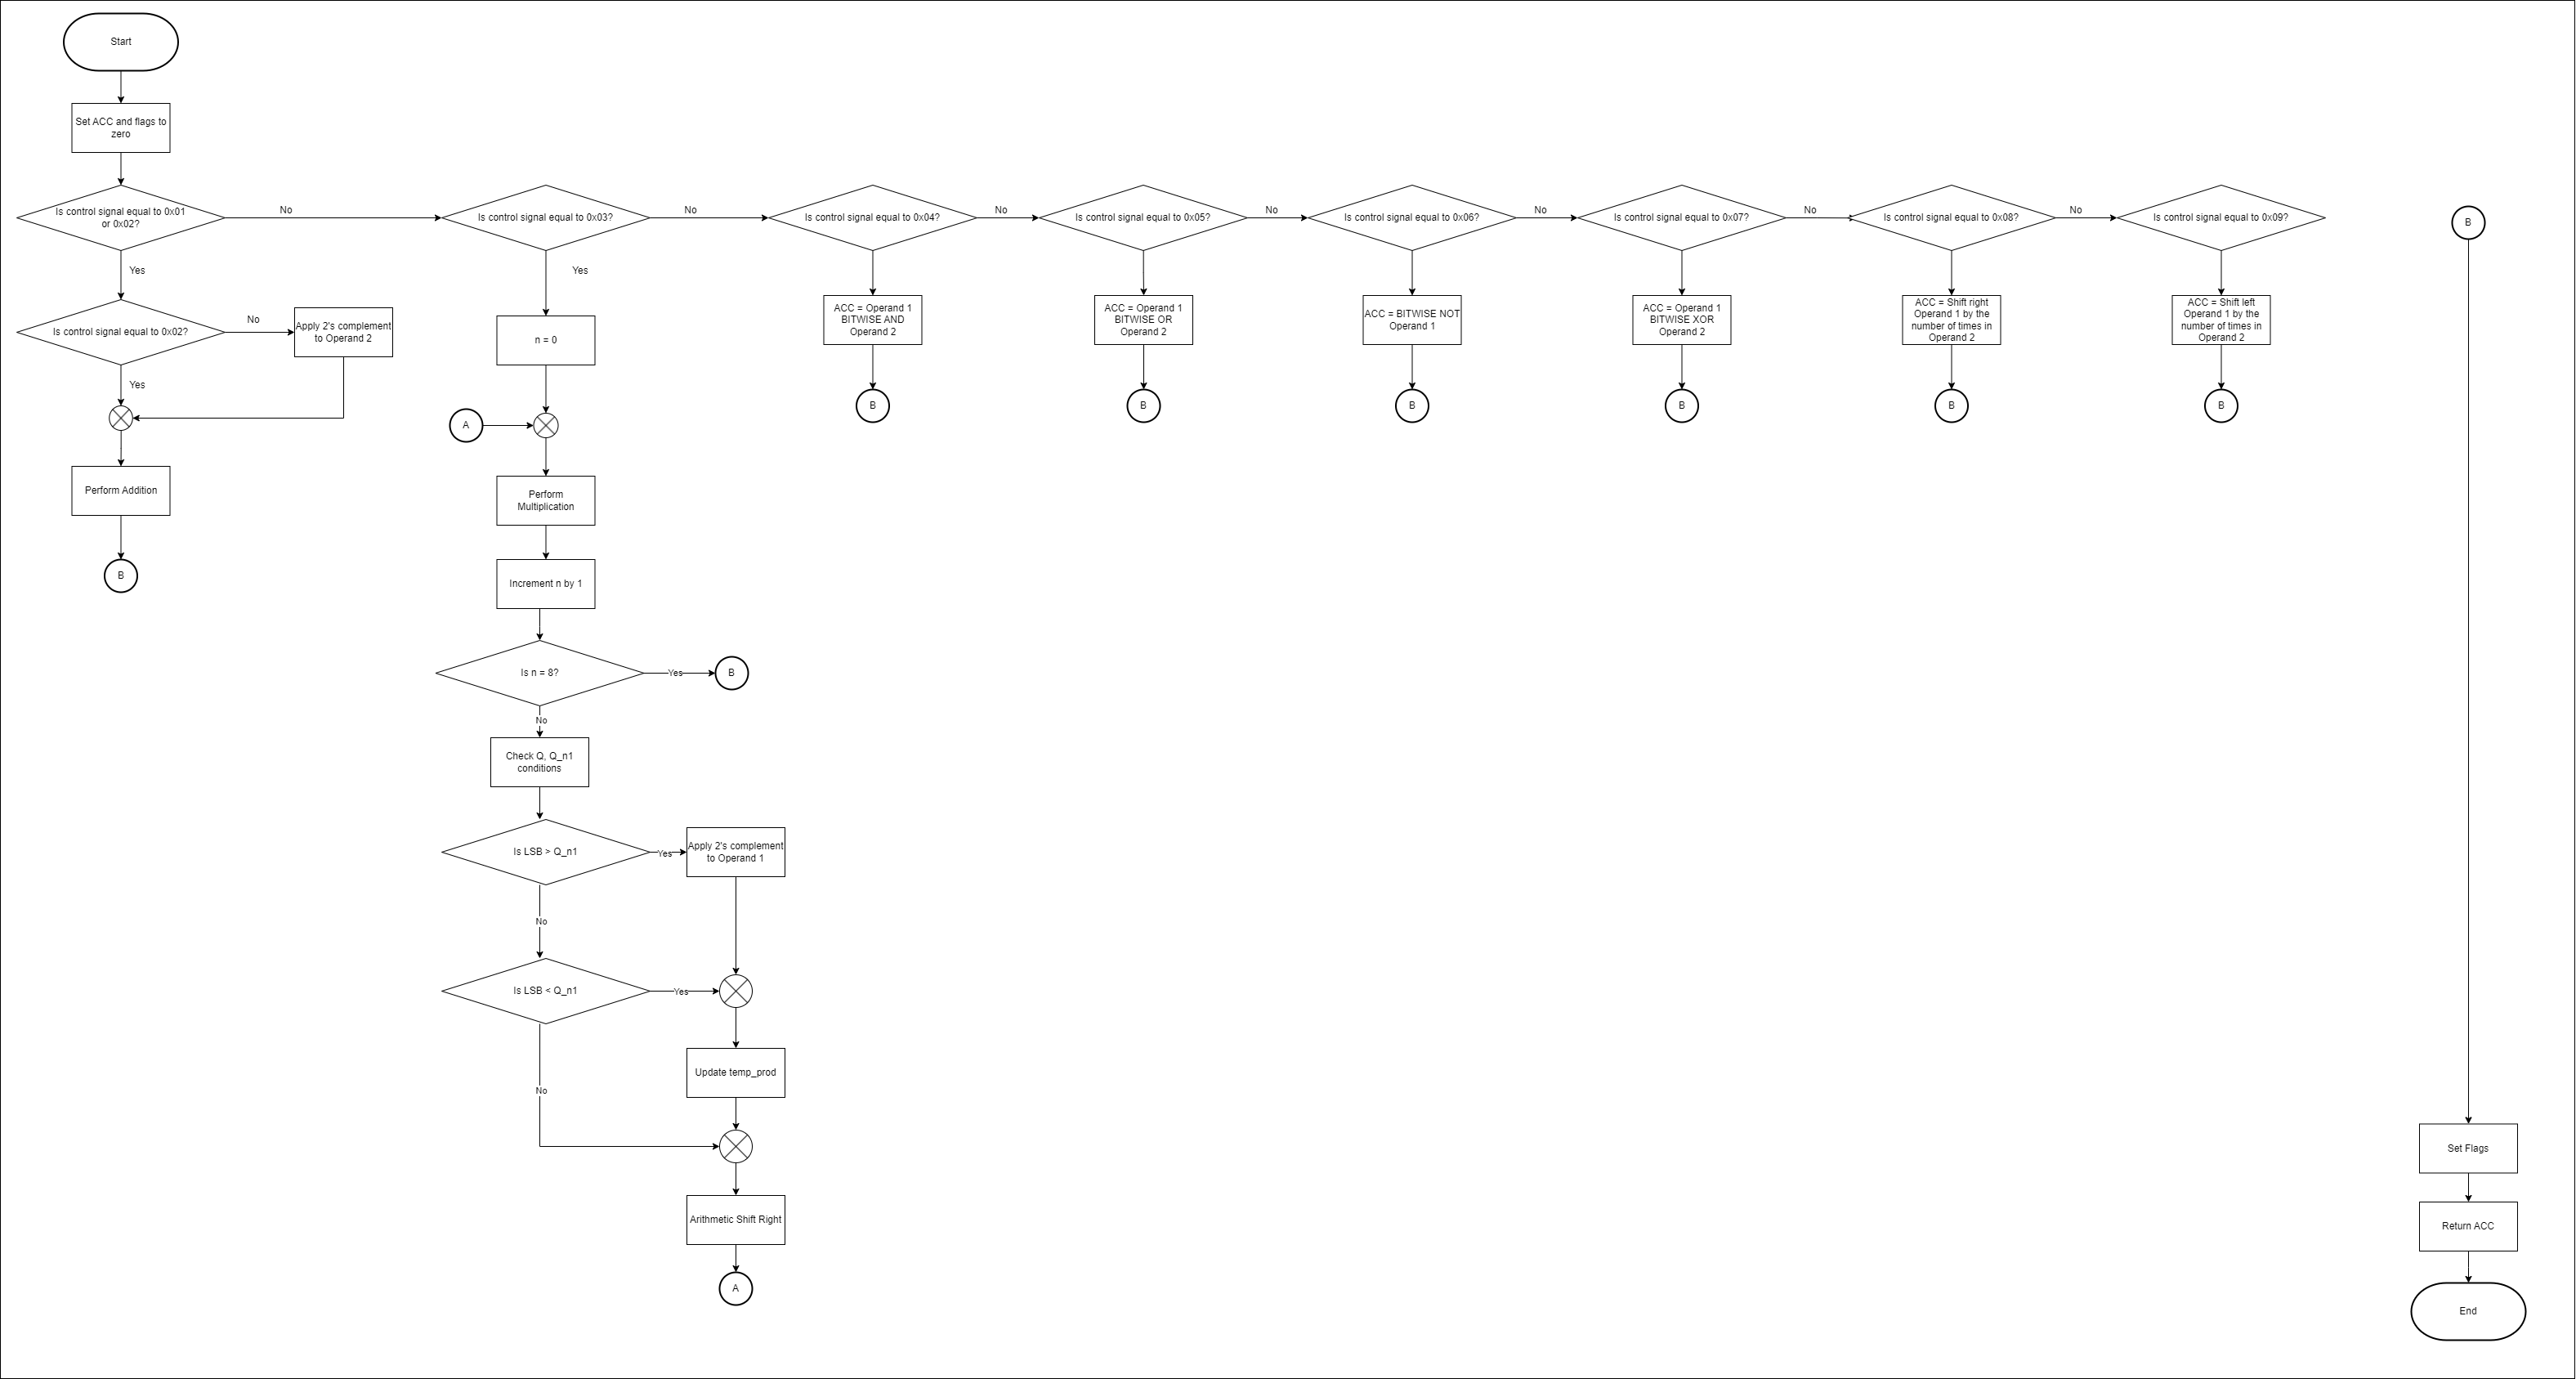 Start
Set ACC and flags to
zero
Is control signal equal to 0x01
or 0x02?
No
Is control signal equal to 0x03?
No
Is control signal equal to 0x04?
No
Is control signal equal to 0x05?
No
Is control signal equal to 0x06?
No
Is control signal equal to 0x07?
No
Is control signal equal to 0x08?
No
Is control signal equal to 0x09?
B
Yes
Is control signal equal to 0x02?
No
Apply 2's complement
to Operand 2
Yes
Perform Addition
B
Yes
n = 0
A
Perform
Multiplication
Increment n by 1
Is n = 8?
Yes
B
No
Check Q, Q_n1
conditions
Is LSB > Q_n1
Yes
Apply 2's complement
to Operand 1
No
Is LSB < Q_n1
Yes
Update temp_prod
No
Arithmetic Shift Right
A
ACC = Operand 1
BITWISE AND
Operand 2
B
ACC = Operand 1
BITWISE OR
Operand 2
B
ACC = BITWISE NOT
Operand 1
B
ACC = Operand 1
BITWISE XOR
Operand 2
B
ACC = Shift right
Operand 1 by the
number of times in
Operand 2
B
ACC = Shift left
Operand 1 by the
number of times in
Operand 2
B
Set Flags
Return ACC
End